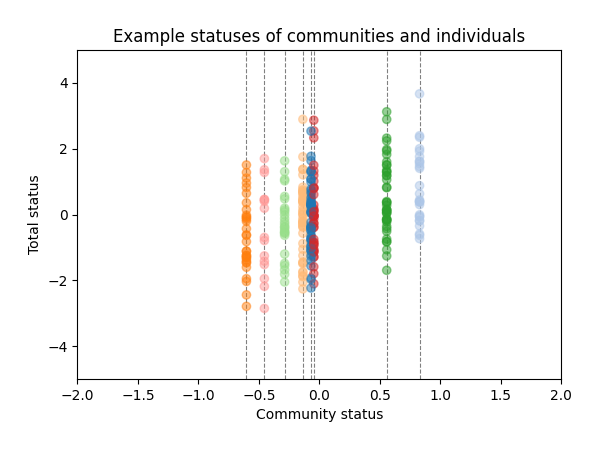 Example statuses of communities and individuals
Total status
4
2
0
−2
−4
−2.0 −1.5 −1.0 −0.5 0.0 0.5 1.0 1.5 2.0
Community status